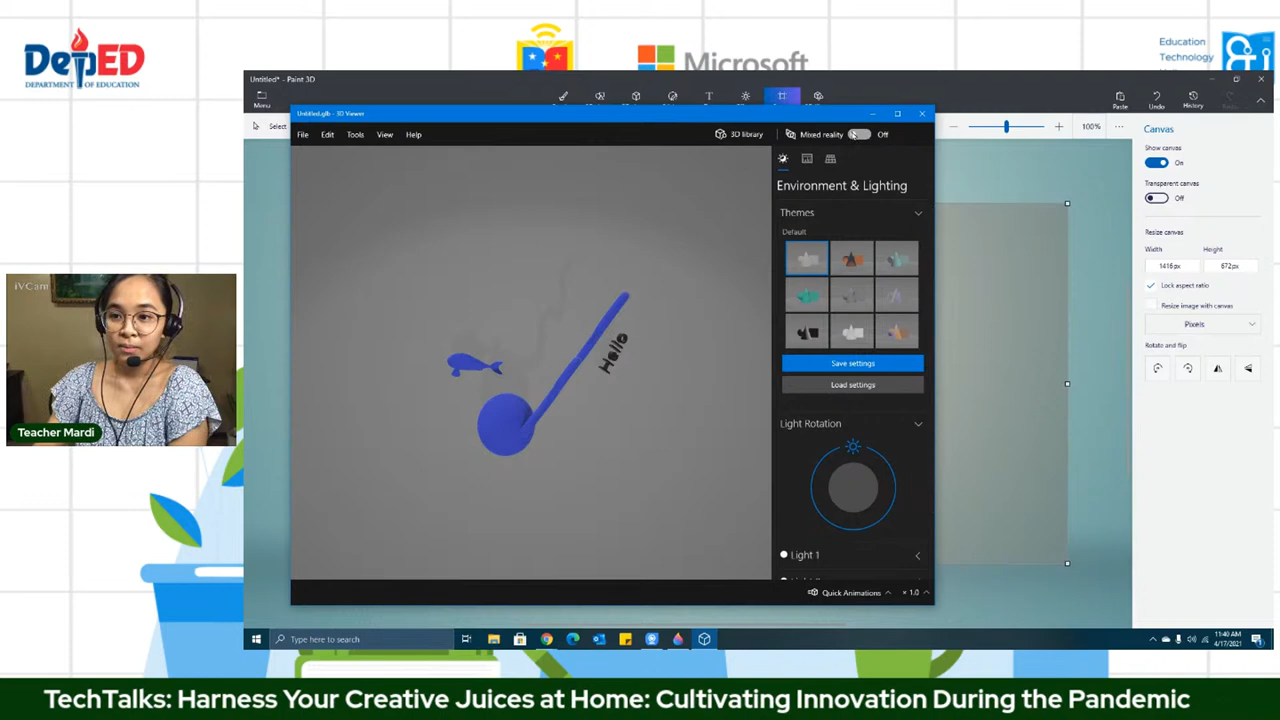 DepED
DEPARTMENT OF EDUCATION
Microsoft
Education
Technology
Untitled* - Paint 3D
Menu
Paste
Undo
History
Select
100%
Untitled.glb - 3D Viewer
File
Edit
Tools
View
Help
3D library
Mixed reality
Off
Environment & Lighting
Themes
Default
Save settings
Load settings
Light Rotation
Light 1
Quick Animations
× 1.0
Hello
Canvas
Show canvas
On
Transparent canvas
Off
Resize canvas
Width
Height
1416px
672px
Lock aspect ratio
Resize image with canvas
Pixels
Rotate and flip
iVCam
Teacher Mardi
Type here to search
11:40 AM
4/17/2021
TechTalks: Harness Your Creative Juices at Home: Cultivating Innovation During the Pandemic